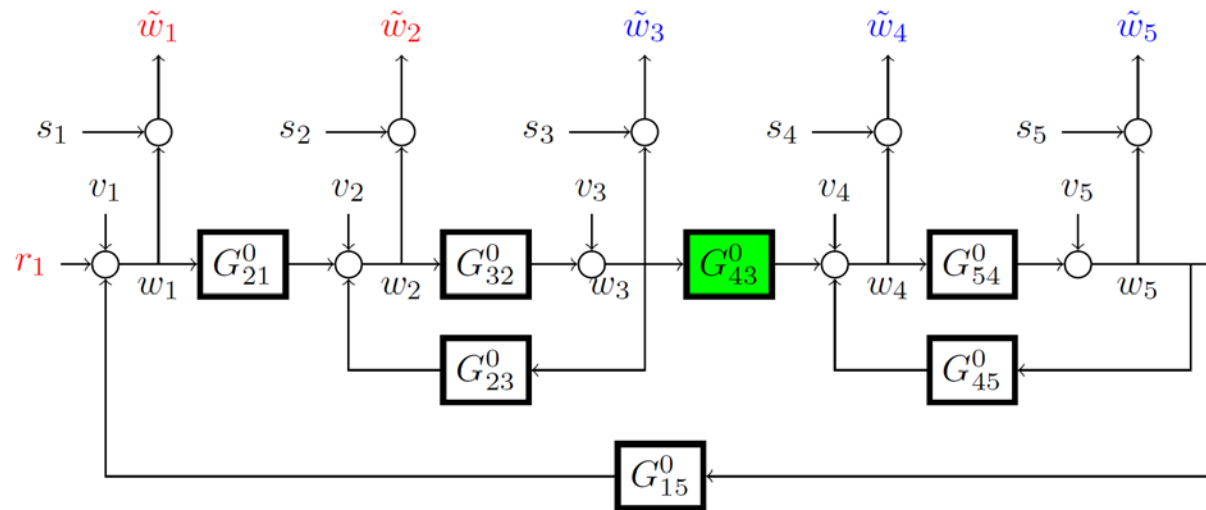 w̃₁ w̃₂ w̃₃ w̃₄ w̃₅
s₁ s₂ s₃ s₄ s₅
v₁ v₂ v₃ v₄ v₅
r₁ G⁰₂₁ G⁰₃₂ G⁰₄₃ G⁰₅₄
w₁ w₂ w₃ w₄ w₅
G⁰₂₃ G⁰₄₅
G⁰₁₅